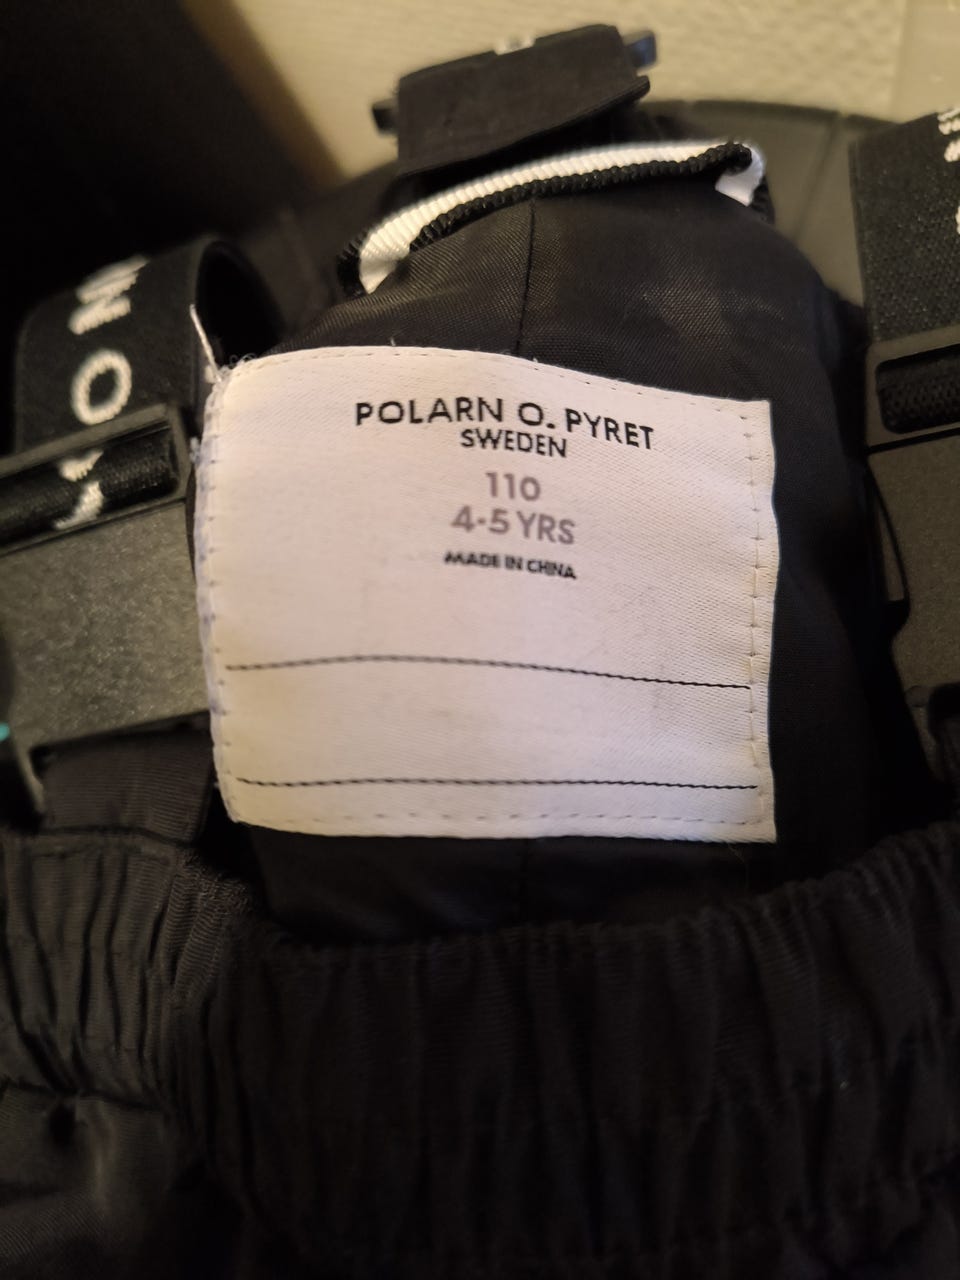 POLARN O. PYRET
SWEDEN
110
4-5 YRS
MADE IN CHINA